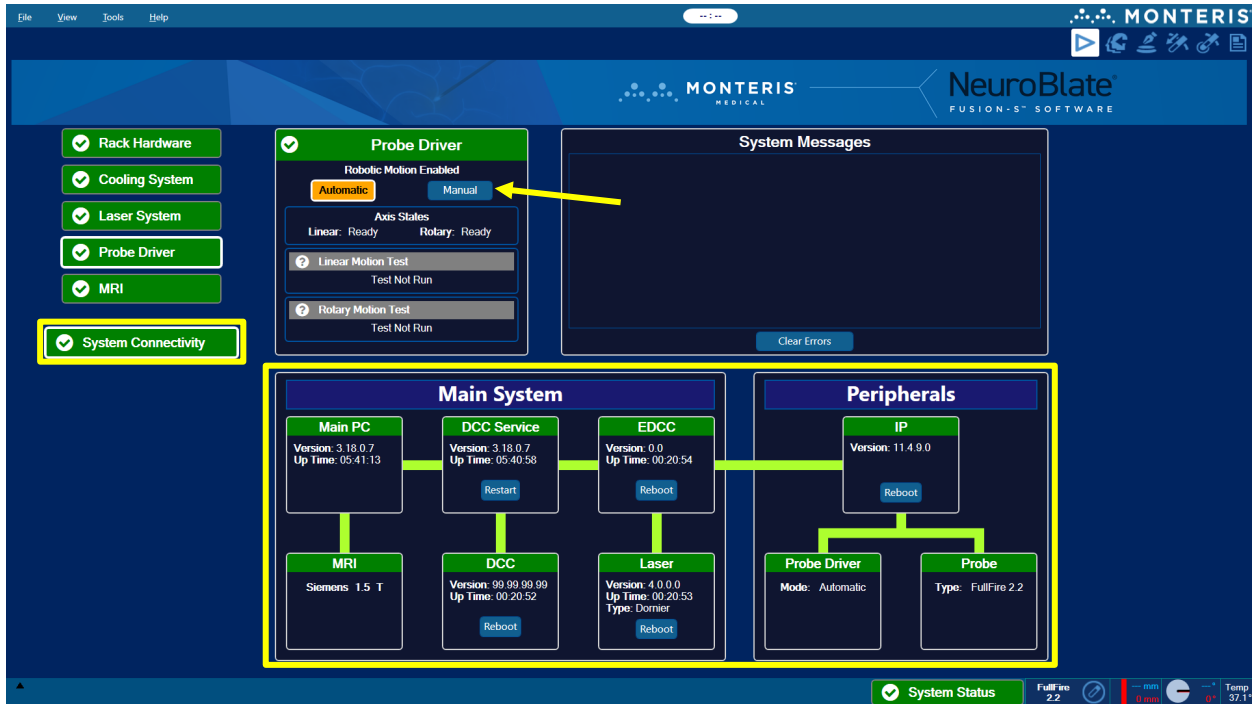 File View Tools Help
-- : --
MONTERIS
MONTERIS
MEDICAL
NeuroBlate®
FUSION-S™ SOFTWARE
Rack Hardware
Cooling System
Laser System
Probe Driver
MRI
System Connectivity
Probe Driver
Robotic Motion Enabled
Automatic Manual
Axis States
Linear: Ready Rotary: Ready
? Linear Motion Test
Test Not Run
? Rotary Motion Test
Test Not Run
System Messages
Clear Errors
Main System
Main PC
Version: 3.18.0.7
Up Time: 05:41:13
DCC Service
Version: 3.18.0.7
Up Time: 05:40:58
Restart
EDCC
Version: 0.0
Up Time: 00:20:54
Reboot
MRI
Siemens 1.5 T
DCC
Version: 99.99.99.99
Up Time: 00:20:52
Reboot
Laser
Version: 4.0.0.0
Up Time: 00:20:53
Type: Dornier
Reboot
Peripherals
IP
Version: 11.4.9.0
Reboot
Probe Driver
Mode: Automatic
Probe
Type: FullFire 2.2
System Status
FullFire
2.2
-- mm
0 mm
--°
0°
Temp
37.1°